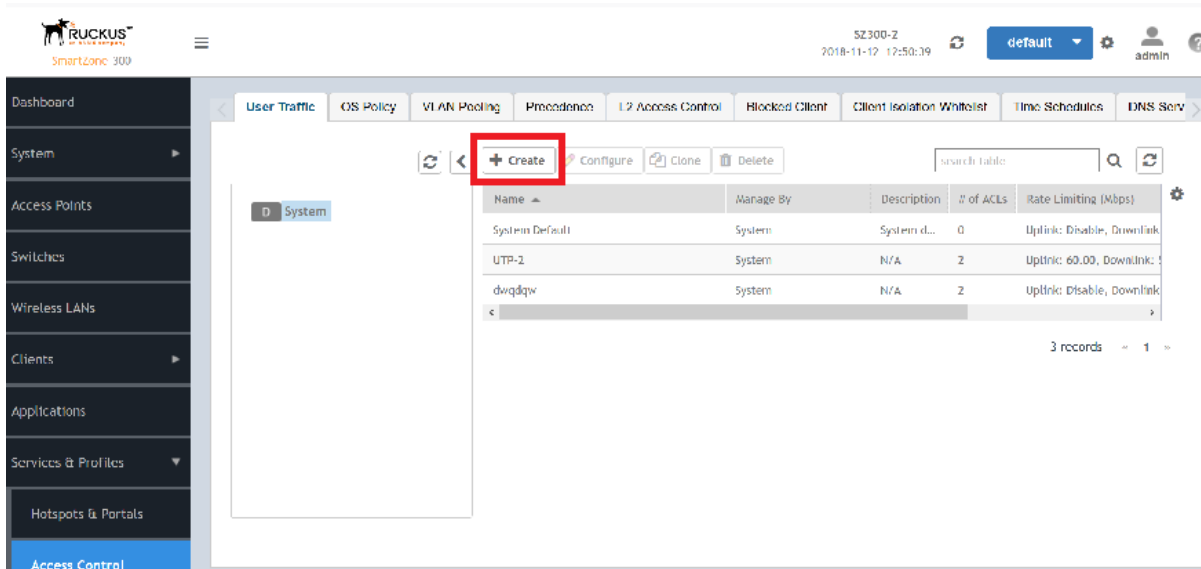 RUCKUS
SmartZone 300
SZ300-2
2018-11-12 12:50:39
default
admin
Dashboard
System
Access Points
Switches
Wireless LANs
Clients
Applications
Services & Profiles
Hotspots & Portals
Access Control
User Traffic OS Policy VLAN Pooling Precedence L2 Access Control Blocked Client Client Isolation Whitelist Time Schedules DNS Serv
+ Create Configure Clone Delete search table
D System
Name Manage By Description # of ACLs Rate Limiting (Mbps)
System Default System System d... 0 Uplink: Disable, Downlink
UTP-2 System N/A 2 Uplink: 60.00, Downlink:
dwqdqw System N/A 2 Uplink: Disable, Downlink
3 records « 1 »